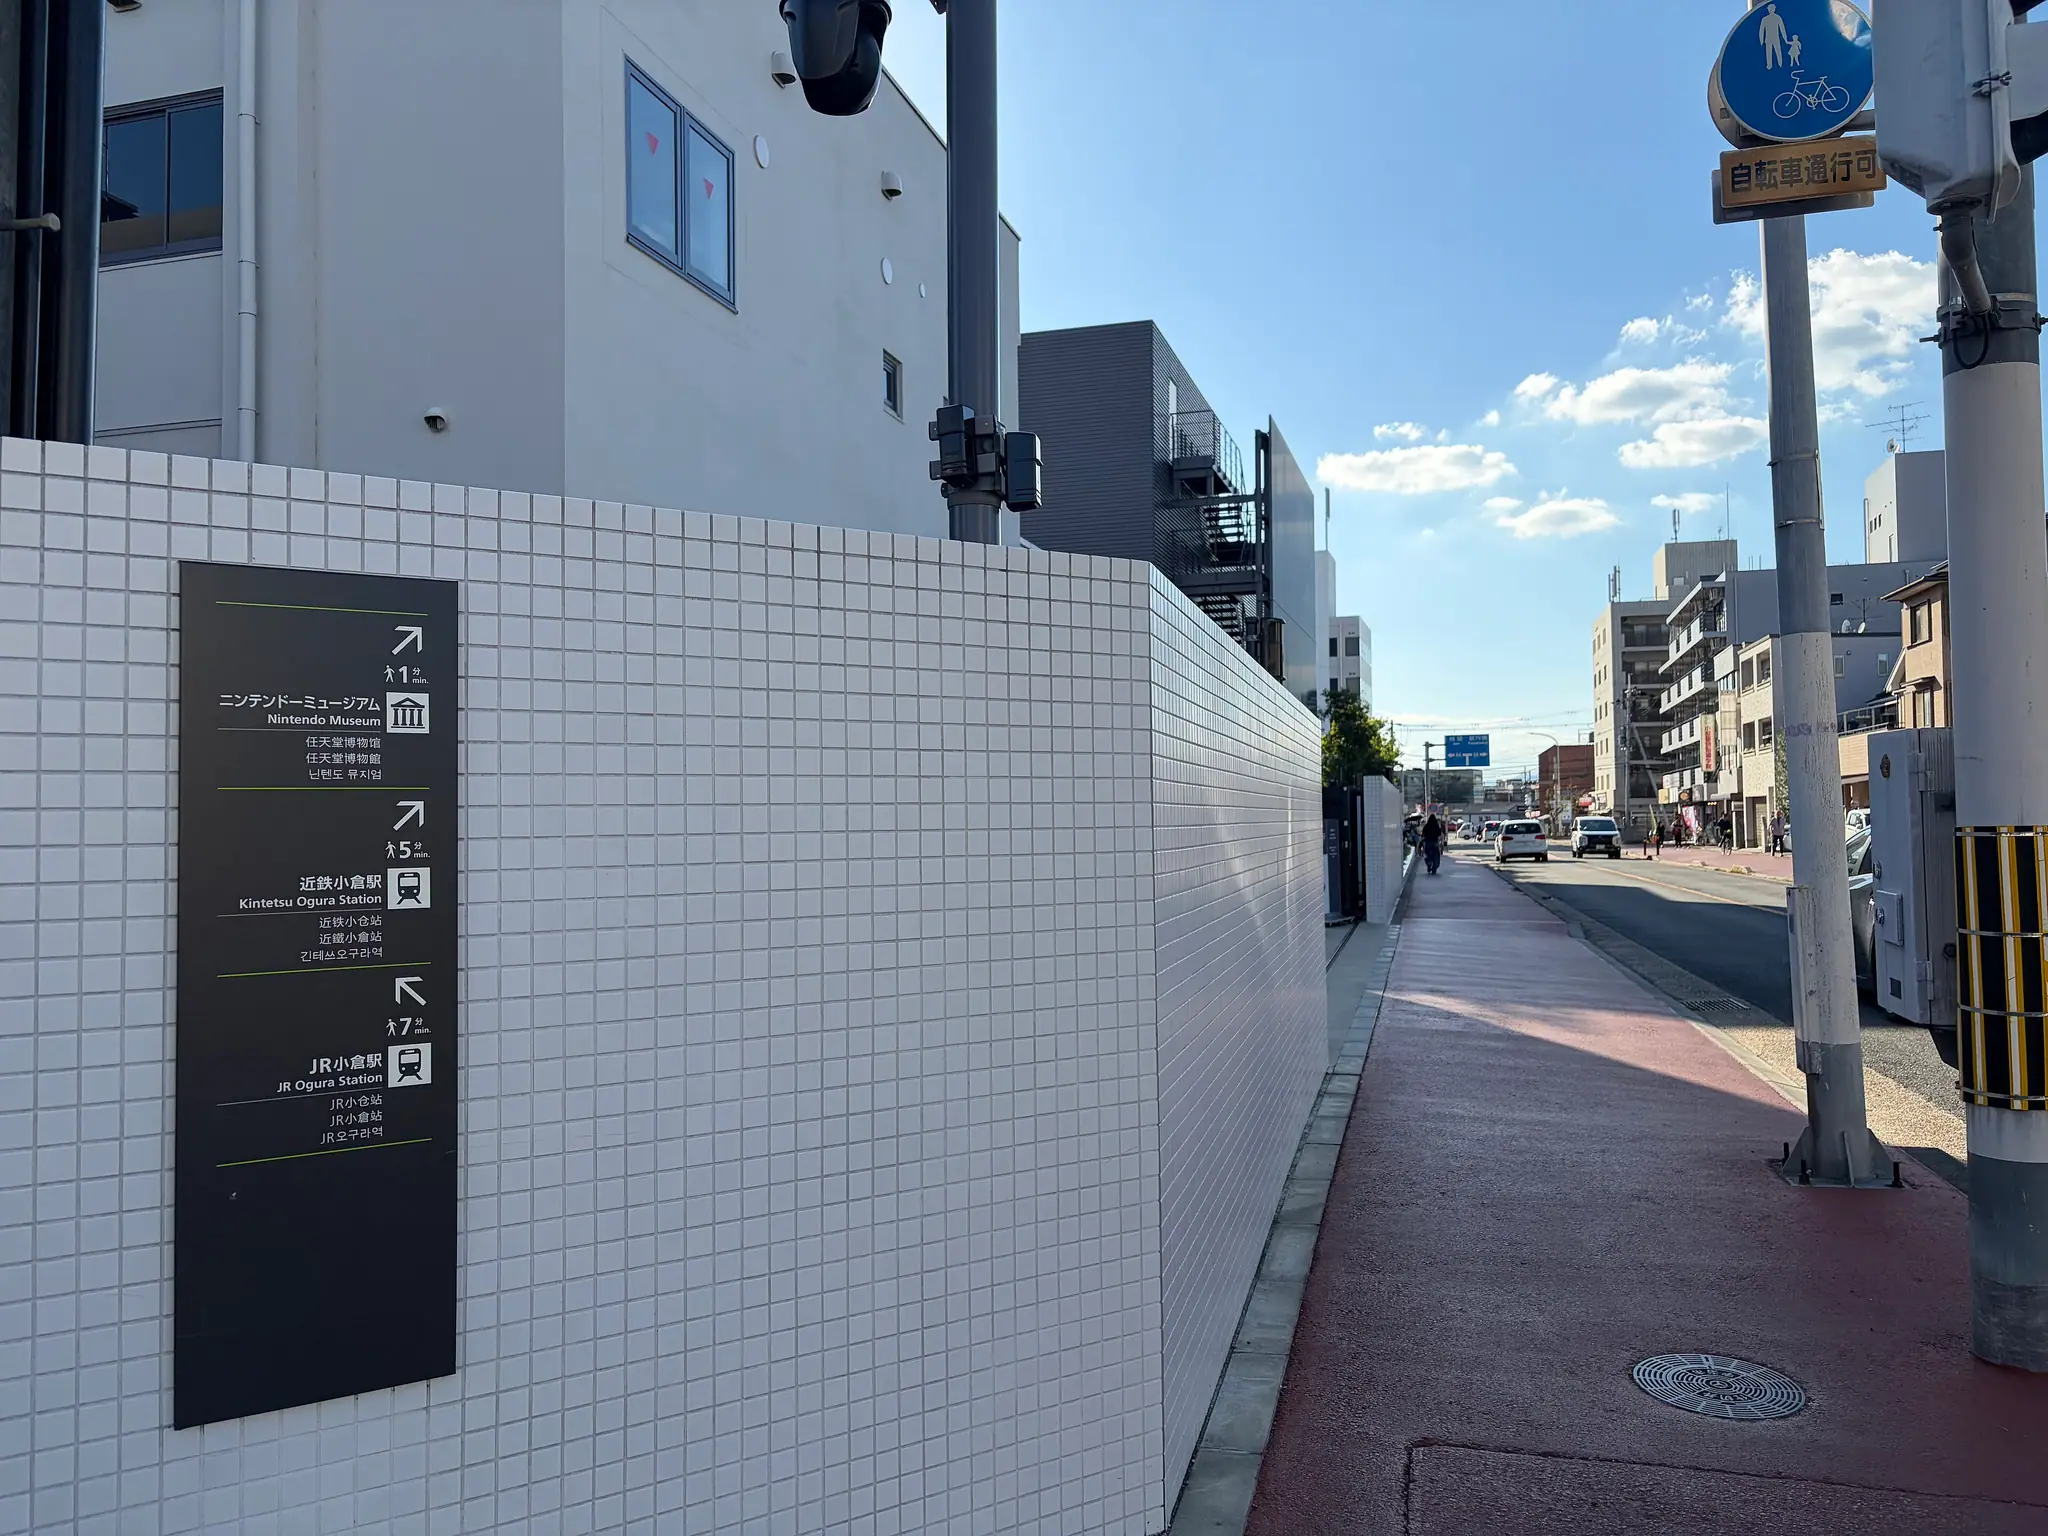 1分
min.
ニンテンドーミュージアム
Nintendo Museum
任天堂博物馆
任天堂博物館
닌텐도 뮤지엄
5分
min.
近鉄小倉駅
Kintetsu Ogura Station
近铁小仓站
近鐵小倉站
긴테쓰오구라역
7分
min.
JR小倉駅
JR Ogura Station
JR小仓站
JR小倉站
JR오구라역
自転車通行可